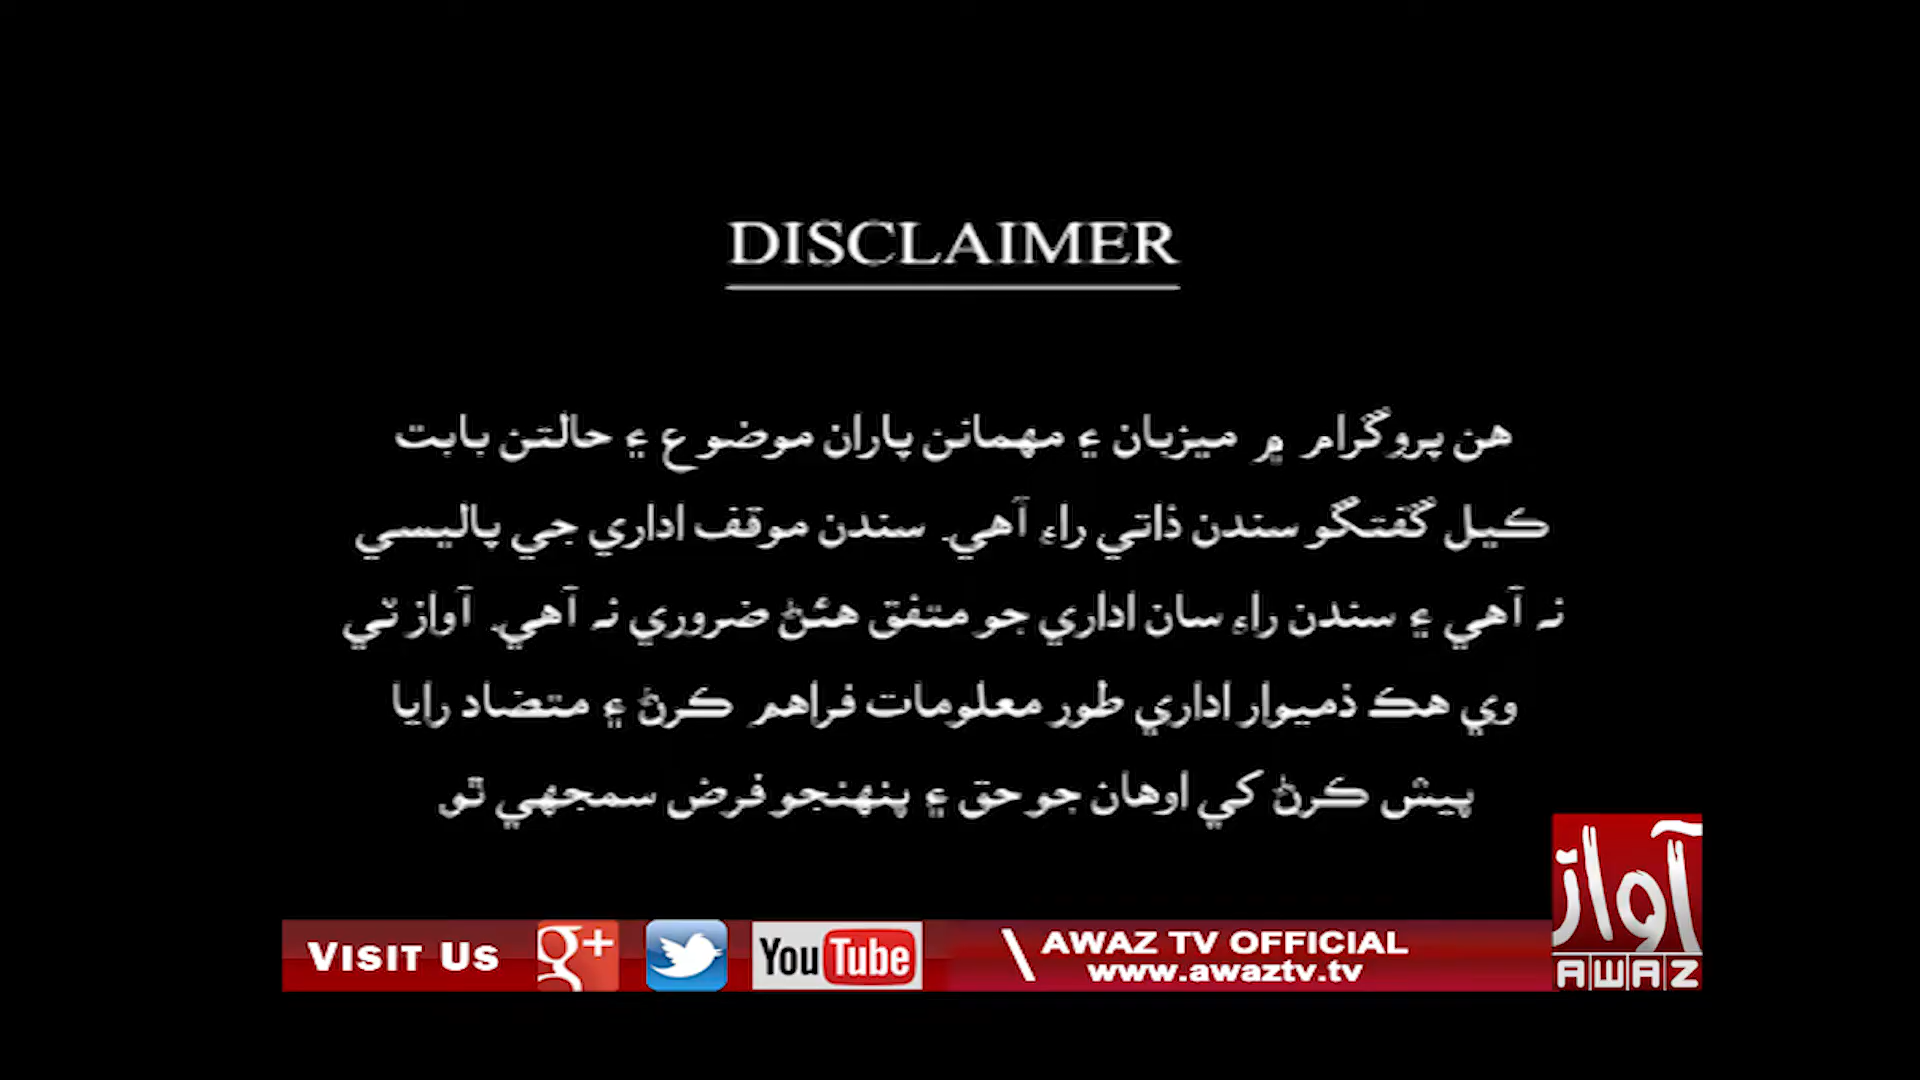 DISCLAIMER
هن پروگرام ۾ ميزبان ۽ مهمانن پاران موضوع ۽ حالتن بابت
ڪيل گفتگو سندن ذاتي راءِ آهي. سندن موقف اداري جي پاليسي
نہ آهي ۽ سندن راءِ سان اداري جو متفق هئڻ ضروري نہ آهي. آواز ٽي
وي هڪ ذميوار اداري طور معلومات فراهم ڪرڻ ۽ متضاد رايا
پيش ڪرڻ کي اوهان جو حق ۽ پنهنجو فرض سمجهي ٿو
آواز
AWAZ
VISIT US g+ YouTube \ AWAZ TV OFFICIAL
www.awaztv.tv